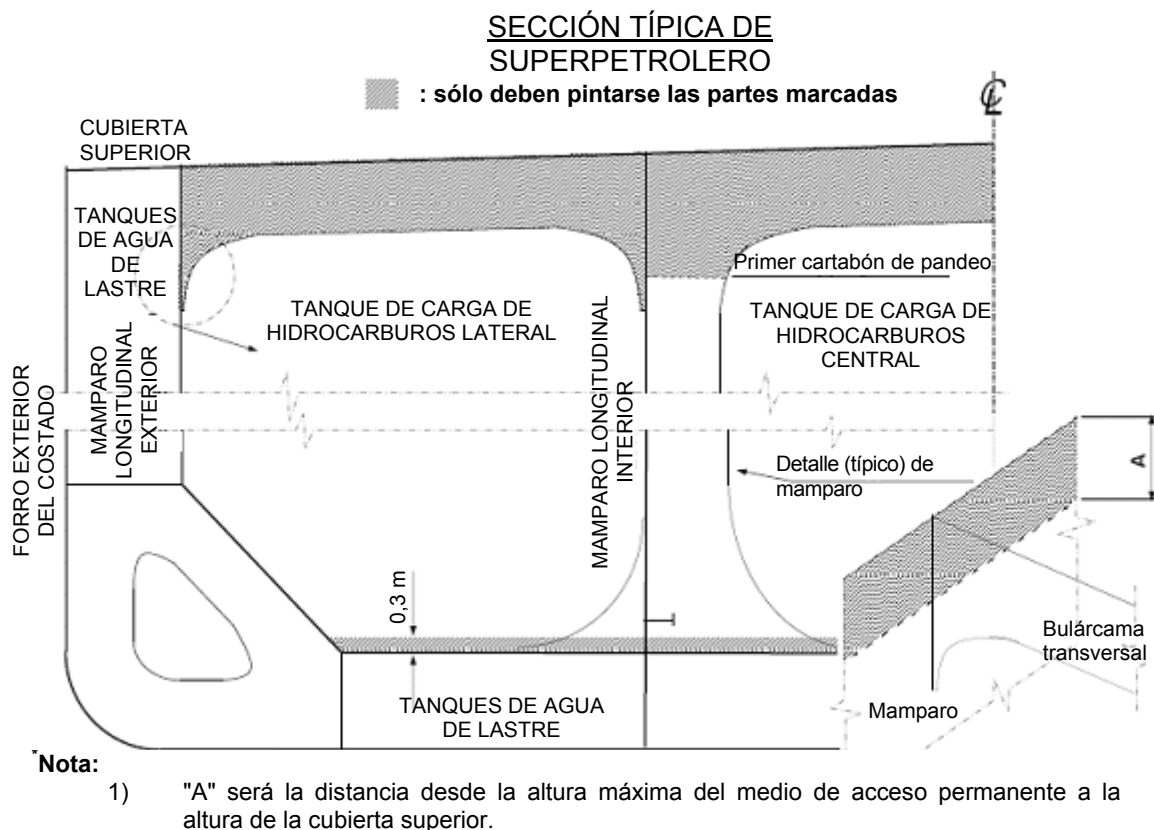 SECCIÓN TÍPICA DE
SUPERPETROLERO
: sólo deben pintarse las partes marcadas
CL
CUBIERTA
SUPERIOR
TANQUES
DE AGUA
DE
LASTRE
Primer cartabón de pandeo
TANQUE DE CARGA DE
HIDROCARBUROS LATERAL
TANQUE DE CARGA DE
HIDROCARBUROS
CENTRAL
FORRO EXTERIOR
DEL COSTADO
MAMPARO
LONGITUDINAL
EXTERIOR
MAMPARO LONGITUDINAL
INTERIOR
Detalle (típico) de
mamparo
A
0,3 m
Bulárcama
transversal
Mamparo
TANQUES DE AGUA
DE LASTRE
*Nota:
1) "A" será la distancia desde la altura máxima del medio de acceso permanente a la
altura de la cubierta superior.